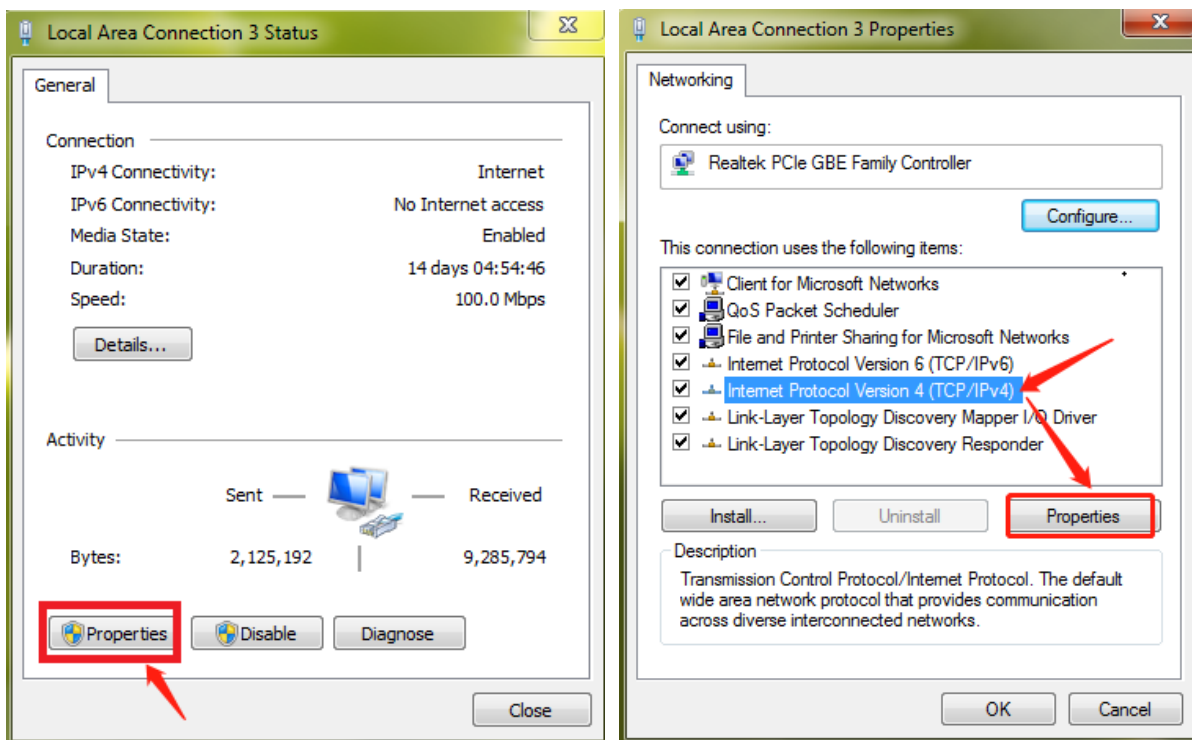 Local Area Connection 3 Status
General
Connection
IPv4 Connectivity: Internet
IPv6 Connectivity: No Internet access
Media State: Enabled
Duration: 14 days 04:54:46
Speed: 100.0 Mbps
Details...
Activity
Sent Received
Bytes: 2,125,192 9,285,794
Properties Disable Diagnose
Close
Local Area Connection 3 Properties
Networking
Connect using:
Realtek PCIe GBE Family Controller
Configure...
This connection uses the following items:
Client for Microsoft Networks
QoS Packet Scheduler
File and Printer Sharing for Microsoft Networks
Internet Protocol Version 6 (TCP/IPv6)
Internet Protocol Version 4 (TCP/IPv4)
Link-Layer Topology Discovery Mapper I/O Driver
Link-Layer Topology Discovery Responder
Install... Uninstall Properties
Description
Transmission Control Protocol/Internet Protocol. The default
wide area network protocol that provides communication
across diverse interconnected networks.
OK Cancel